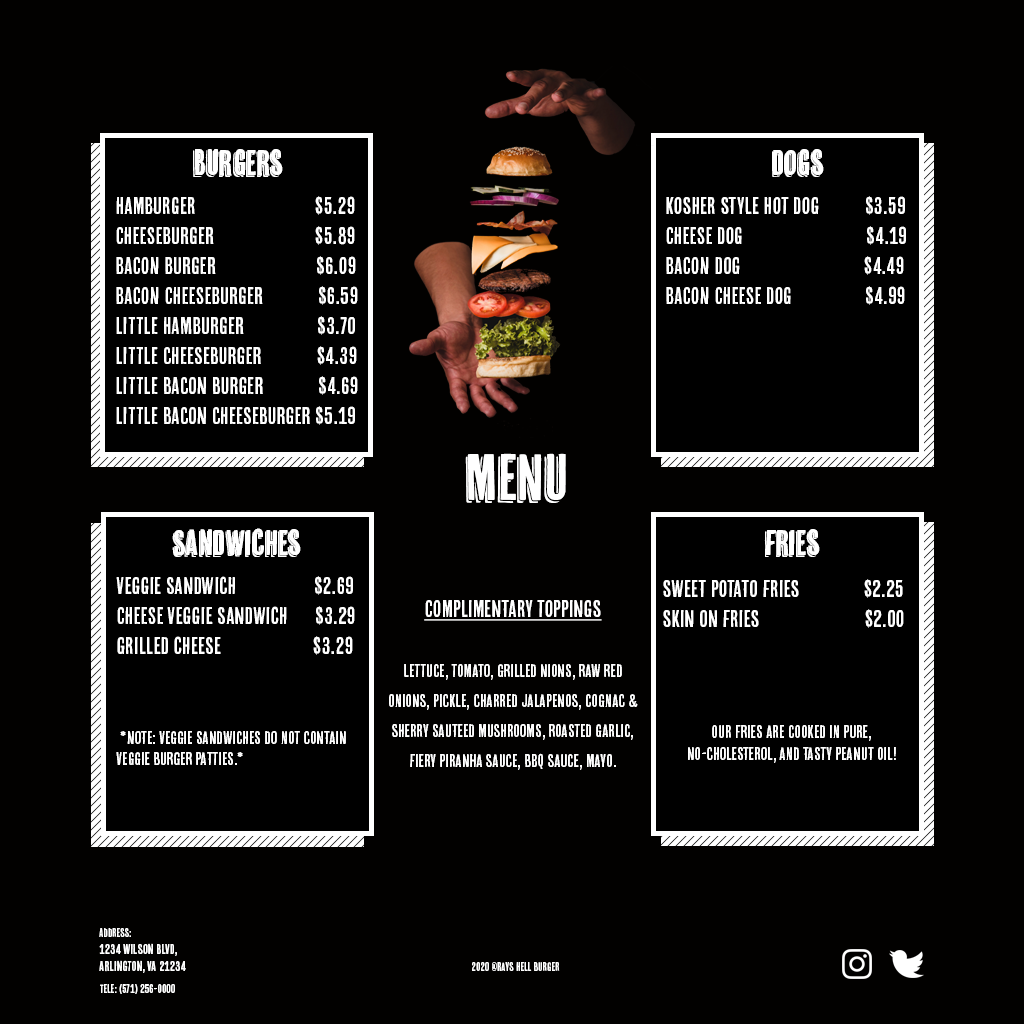 BURGERS
HAMBURGER $5.29
CHEESEBURGER $5.89
BACON BURGER $6.09
BACON CHEESEBURGER $6.59
LITTLE HAMBURGER $3.70
LITTLE CHEESEBURGER $4.39
LITTLE BACON BURGER $4.69
LITTLE BACON CHEESEBURGER $5.19
DOGS
KOSHER STYLE HOT DOG $3.59
CHEESE DOG $4.19
BACON DOG $4.49
BACON CHEESE DOG $4.99
MENU
SANDWICHES
VEGGIE SANDWICH $2.69
CHEESE VEGGIE SANDWICH $3.29
GRILLED CHEESE $3.29
*NOTE: VEGGIE SANDWICHES DO NOT CONTAIN
VEGGIE BURGER PATTIES.*
COMPLIMENTARY TOPPINGS
LETTUCE, TOMATO, GRILLED NIONS, RAW RED
ONIONS, PICKLE, CHARRED JALAPENOS, COGNAC &
SHERRY SAUTEED MUSHROOMS, ROASTED GARLIC,
FIERY PIRANHA SAUCE, BBQ SAUCE, MAYO.
FRIES
SWEET POTATO FRIES $2.25
SKIN ON FRIES $2.00
OUR FRIES ARE COOKED IN PURE,
NO-CHOLESTEROL, AND TASTY PEANUT OIL!
ADDRESS:
1234 WILSON BLVD,
ARLINGTON, VA 21234
TELE: (571) 256-0000
2020 ©RAYS HELL BURGER